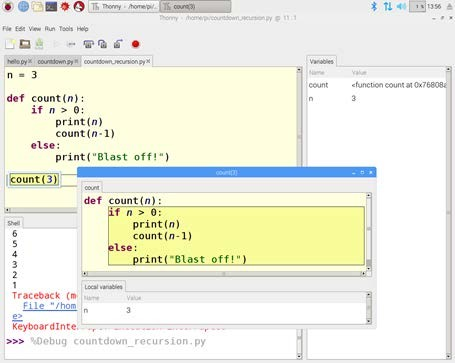 Thonny - /home/pi... count(3) 1 % 13:56
Thonny - /home/pi/countdown_recursion.py @ 11 : 1
File Edit View Run Tools Help
hello.py countdown.py countdown_recursion.py
n = 3
def count(n):
if n > 0:
print(n)
count(n-1)
else:
print("Blast off!")
count(3)
Variables
Name Value
count <function count at 0x76808a
n 3
count(3)
count
def count(n):
if n > 0:
print(n)
count(n-1)
else:
print("Blast off!")
Local variables
Name Value
n 3
Shell
6
5
4
3
2
1
Traceback (m
File "/hom
e>
>>> %Debug countdown_recursion.py